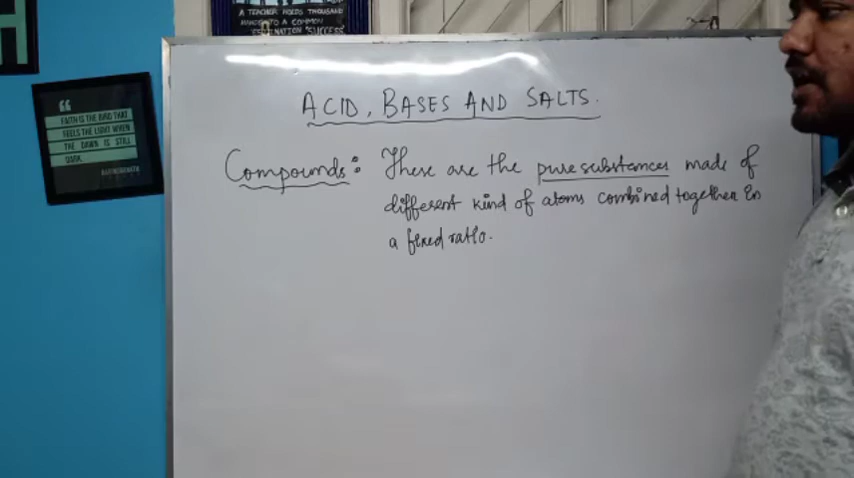 A TEACHER NEEDS THOUSAND
TO A COMMON
DESTINATION "SUCCESS"
FAITH IS THE BIRD THAT
FEELS THE LIGHT WHEN
THE DAWN IS STILL
DARK.
ACID, BASES AND SALTS.
Compounds: These are the pure substances made of
different kind of atoms combined together in
a fixed ratio.